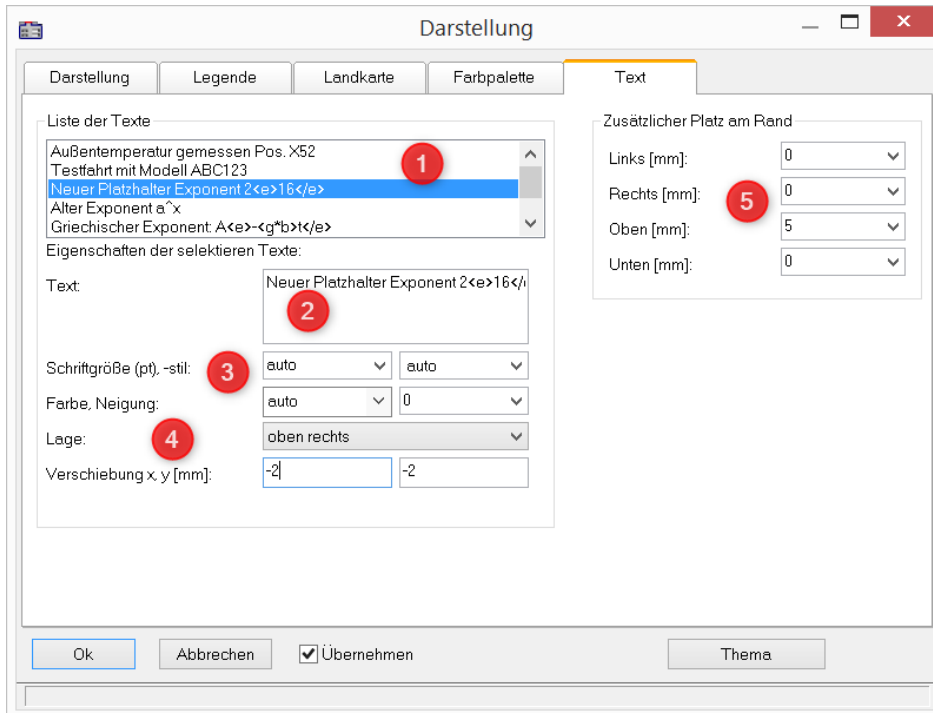 Darstellung
Darstellung Legende Landkarte Farbpalette Text
Liste der Texte
Außentemperatur gemessen Pos. X52
Testfahrt mit Modell ABC123
Neuer Platzhalter Exponent 2<e>16</e>
Alter Exponent a^x
Griechischer Exponent: A<e>-<g*b>t</e>
1
Eigenschaften der selektieren Texte:
Text: Neuer Platzhalter Exponent 2<e>16</
2
Schriftgröße (pt), -stil: 3 auto auto
Farbe, Neigung: auto 0
Lage: 4 oben rechts
Verschiebung x, y [mm]: -2 -2
Zusätzlicher Platz am Rand
Links [mm]: 0
Rechts [mm]: 0
5
Oben [mm]: 5
Unten [mm]: 0
Ok Abbrechen Übernehmen Thema